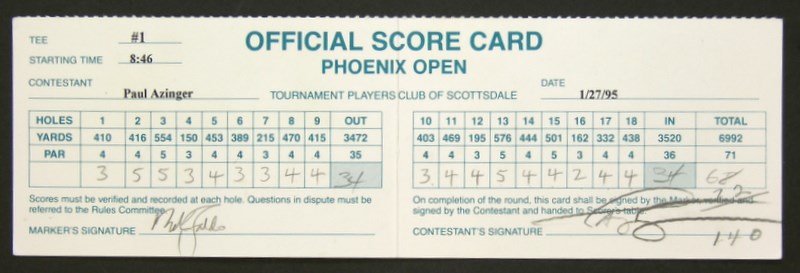 TEE #1
OFFICIAL SCORE CARD
STARTING TIME 8:46
PHOENIX OPEN
CONTESTANT Paul Azinger
TOURNAMENT PLAYERS CLUB OF SCOTTSDALE
DATE 1/27/95
HOLES 1 2 3 4 5 6 7 8 9 OUT
YARDS 410 416 554 150 453 389 215 470 415 3472
PAR 4 4 5 3 4 4 3 4 4 35
3 5 5 3 4 3 3 4 4 34
Scores must be verified and recorded at each hole. Questions in dispute must be
referred to the Rules Committee.
MARKER'S SIGNATURE
10 11 12 13 14 15 16 17 18 IN TOTAL
403 469 195 576 444 501 162 332 438 3520 6992
4 4 3 5 4 5 3 4 4 36 71
3 4 4 5 4 4 2 4 4 34 68
On completion of the round, this card shall be signed by the Marker,
signed by the Contestant and handed to Scorer's table.
CONTESTANT'S SIGNATURE
140